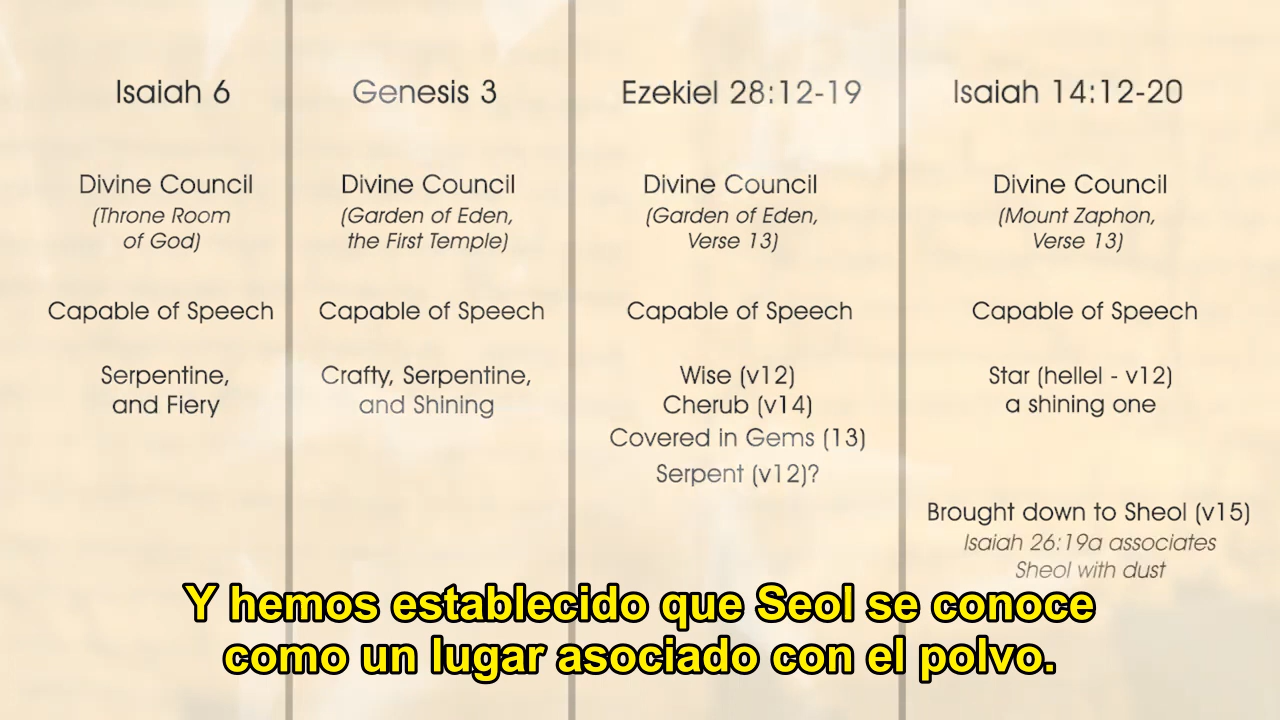 Isaiah 6
Divine Council
(Throne Room
of God)
Capable of Speech
Serpentine,
and Fiery
Genesis 3
Divine Council
(Garden of Eden,
the First Temple)
Capable of Speech
Crafty, Serpentine,
and Shining
Ezekiel 28:12-19
Divine Council
(Garden of Eden,
Verse 13)
Capable of Speech
Wise (v12)
Cherub (v14)
Covered in Gems (13)
Serpent (v12)?
Isaiah 14:12-20
Divine Council
(Mount Zaphon,
Verse 13)
Capable of Speech
Star (hellel - v12)
a shining one
Brought down to Sheol (v15)
Isaiah 26:19a associates
Sheol with dust
Y hemos establecido que Seol se conoce
como un lugar asociado con el polvo.